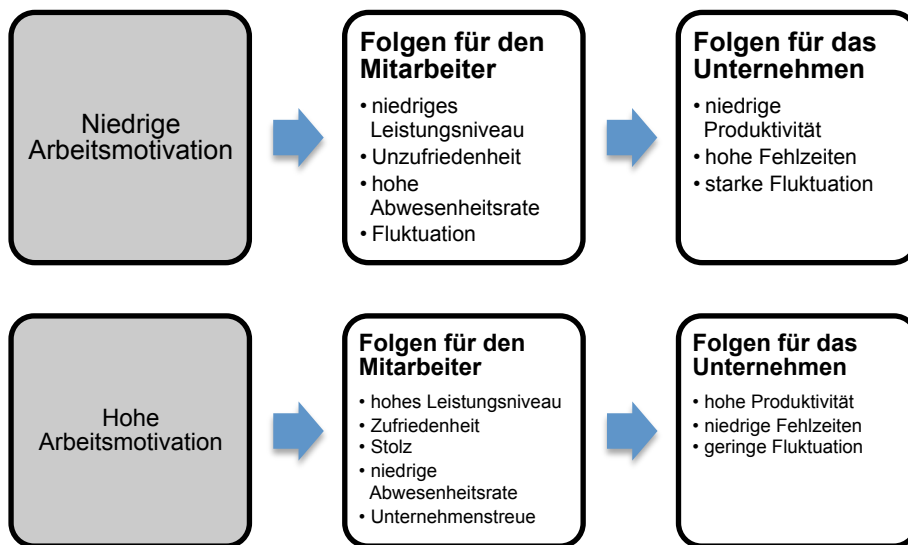 Niedrige
Arbeitsmotivation
Folgen für den
Mitarbeiter
• niedriges
Leistungsniveau
• Unzufriedenheit
• hohe
Abwesenheitsrate
• Fluktuation
Folgen für das
Unternehmen
• niedrige
Produktivität
• hohe Fehlzeiten
• starke Fluktuation
Hohe
Arbeitsmotivation
Folgen für den
Mitarbeiter
• hohes Leistungsniveau
• Zufriedenheit
• Stolz
• niedrige
Abwesenheitsrate
• Unternehmenstreue
Folgen für das
Unternehmen
• hohe Produktivität
• niedrige Fehlzeiten
• geringe Fluktuation